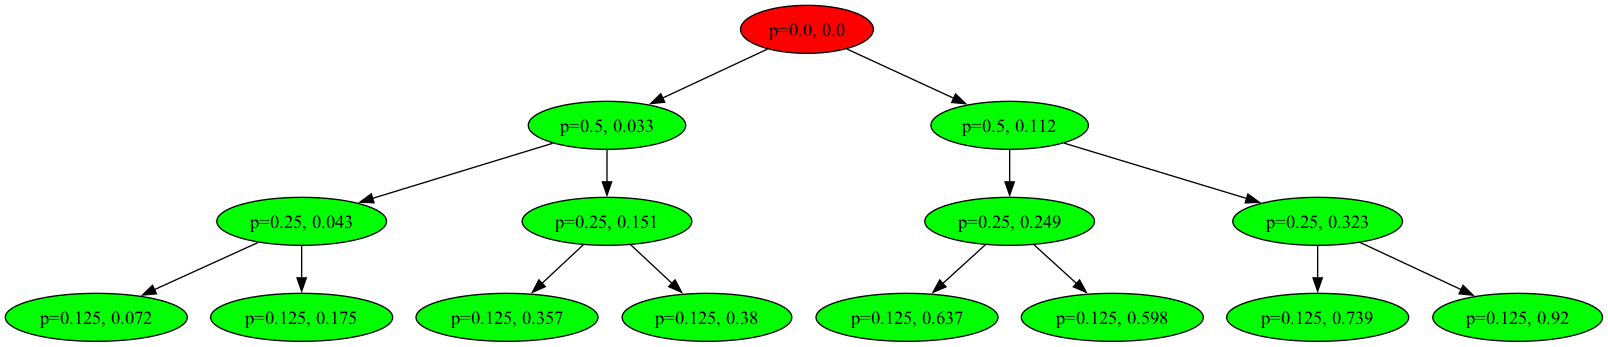 p=0.0, 0.0
p=0.5, 0.033
p=0.5, 0.112
p=0.25, 0.043
p=0.25, 0.151
p=0.25, 0.249
p=0.25, 0.323
p=0.125, 0.072
p=0.125, 0.175
p=0.125, 0.357
p=0.125, 0.38
p=0.125, 0.637
p=0.125, 0.598
p=0.125, 0.739
p=0.125, 0.92